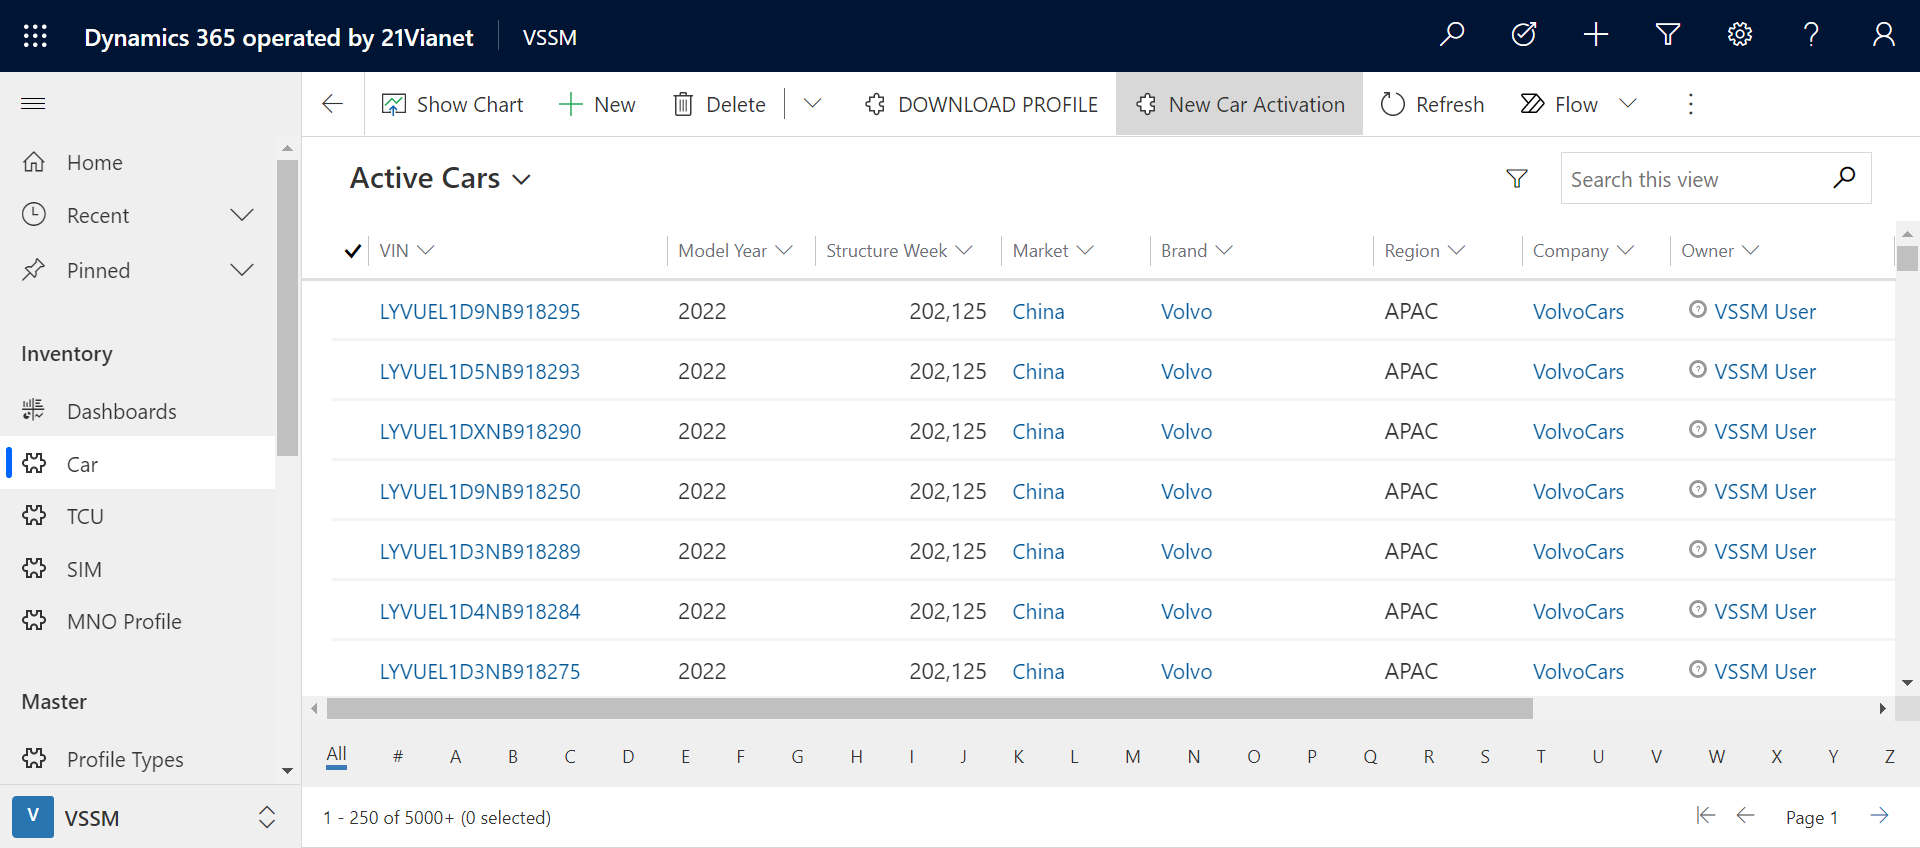 Dynamics 365 operated by 21Vianet
VSSM
Show Chart
New
Delete
DOWNLOAD PROFILE
New Car Activation
Refresh
Flow
Home
Recent
Pinned
Inventory
Dashboards
Car
TCU
SIM
MNO Profile
Master
Profile Types
V VSSM
Active Cars
Search this view
VIN Model Year Structure Week Market Brand Region Company Owner
LYVUEL1D9NB918295 2022 202,125 China Volvo APAC VolvoCars VSSM User
LYVUEL1D5NB918293 2022 202,125 China Volvo APAC VolvoCars VSSM User
LYVUEL1DXNB918290 2022 202,125 China Volvo APAC VolvoCars VSSM User
LYVUEL1D9NB918250 2022 202,125 China Volvo APAC VolvoCars VSSM User
LYVUEL1D3NB918289 2022 202,125 China Volvo APAC VolvoCars VSSM User
LYVUEL1D4NB918284 2022 202,125 China Volvo APAC VolvoCars VSSM User
LYVUEL1D3NB918275 2022 202,125 China Volvo APAC VolvoCars VSSM User
All # A B C D E F G H I J K L M N O P Q R S T U V W X Y Z
1 - 250 of 5000+ (0 selected)
Page 1